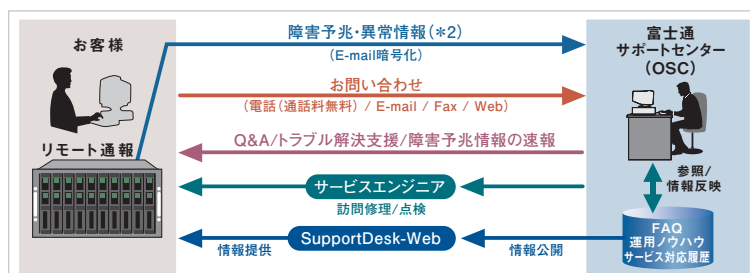 お客様
障害予兆・異常情報(*2)
(E-mail暗号化)
富士通
サポートセンター
(OSC)
お問い合わせ
(電話(通話料無料) / E-mail / Fax / Web)
リモート通報
Q&A/トラブル解決支援/障害予兆情報の速報
サービスエンジニア
訪問修理/点検
参照/
情報反映
SupportDesk-Web
情報提供
情報公開
FAQ
運用ノウハウ
サービス対応履歴